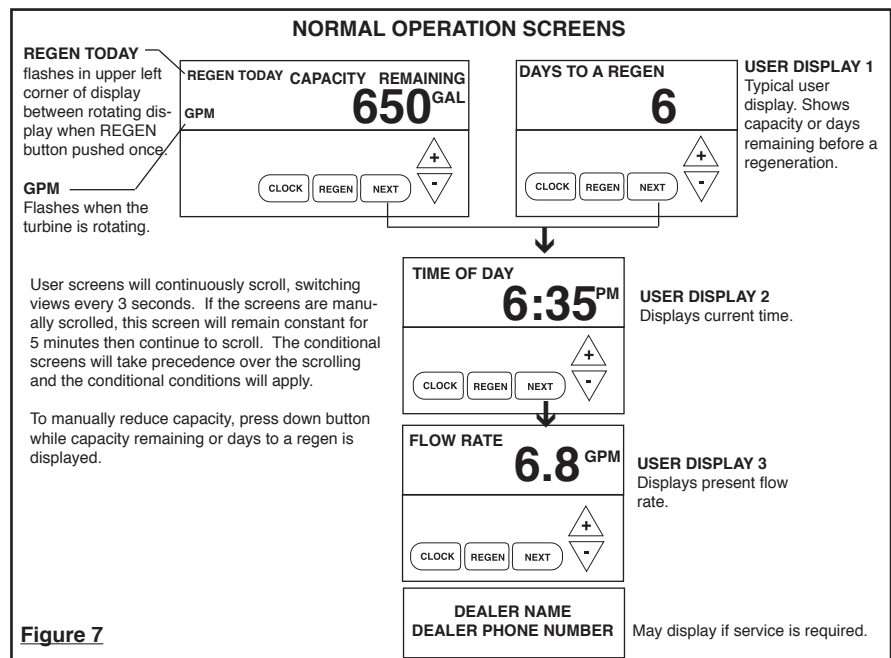 NORMAL OPERATION SCREENS
REGEN TODAY
flashes in upper left
corner of display
between rotating dis-
play when REGEN
button pushed once.
GPM
Flashes when the
turbine is rotating.
REGEN TODAY CAPACITY REMAINING
650 GAL
GPM
+
-
CLOCK REGEN NEXT
DAYS TO A REGEN
6
+
-
CLOCK REGEN NEXT
USER DISPLAY 1
Typical user
display. Shows
capacity or days
remaining before a
regeneration.
User screens will continuously scroll, switching
views every 3 seconds. If the screens are manu-
ally scrolled, this screen will remain constant for
5 minutes then continue to scroll. The conditional
screens will take precedence over the scrolling
and the conditional conditions will apply.
To manually reduce capacity, press down button
while capacity remaining or days to a regen is
displayed.
TIME OF DAY
6:35 PM
+
-
CLOCK REGEN NEXT
USER DISPLAY 2
Displays current time.
FLOW RATE
6.8 GPM
+
-
CLOCK REGEN NEXT
USER DISPLAY 3
Displays present flow
rate.
DEALER NAME
DEALER PHONE NUMBER
May display if service is required.
Figure 7